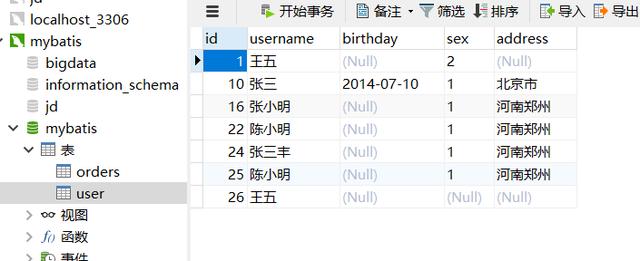 jd
localhost_3306
mybatis
bigdata
information_schema
jd
mybatis
表
orders
user
视图
函数
事件
开始事务 备注 筛选 排序 导入 导出
id username birthday sex address
1 王五 (Null) 2 (Null)
10 张三 2014-07-10 1 北京市
16 张小明 (Null) 1 河南郑州
22 陈小明 (Null) 1 河南郑州
24 张三丰 (Null) 1 河南郑州
25 陈小明 (Null) 1 河南郑州
26 王五 (Null) (Null) (Null)